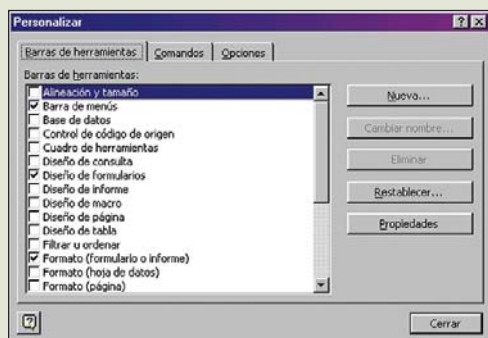 Personalizar
Barras de herramientas Comandos Opciones
Barras de herramientas:
Alineación y tamaño
Barra de menús
Base de datos
Control de código de origen
Cuadro de herramientas
Diseño de consulta
Diseño de formularios
Diseño de informe
Diseño de macro
Diseño de página
Diseño de tabla
Filtrar u ordenar
Formato (formulario o informe)
Formato (hoja de datos)
Formato (página)
Nueva...
Cambiar nombre...
Eliminar
Restablecer...
Propiedades
Cerrar